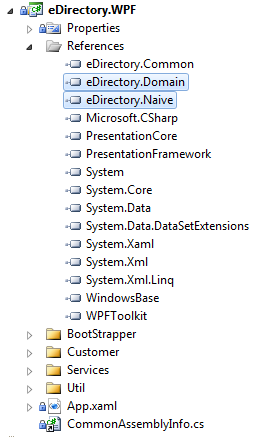 eDirectory.WPF
Properties
References
eDirectory.Common
eDirectory.Domain
eDirectory.Naive
Microsoft.CSharp
PresentationCore
PresentationFramework
System
System.Core
System.Data
System.Data.DataSetExtensions
System.Xaml
System.Xml
System.Xml.Linq
WindowsBase
WPFToolkit
BootStrapper
Customer
Services
Util
App.xaml
CommonAssemblyInfo.cs